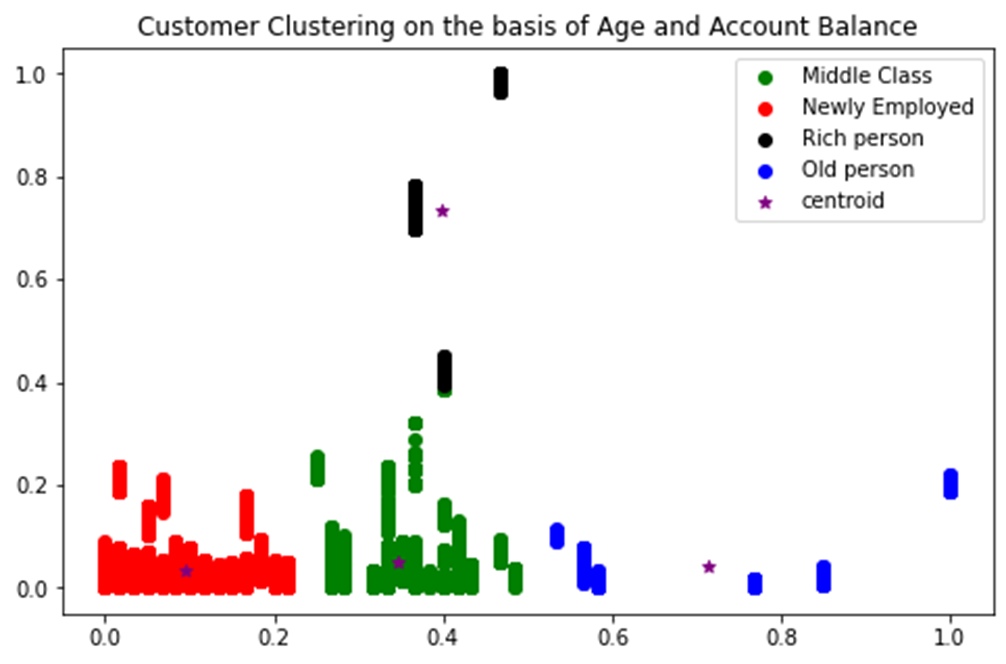 Customer Clustering on the basis of Age and Account Balance
Middle Class
Newly Employed
Rich person
Old person
centroid
1.0
0.8
0.6
0.4
0.2
0.0
0.0 0.2 0.4 0.6 0.8 1.0